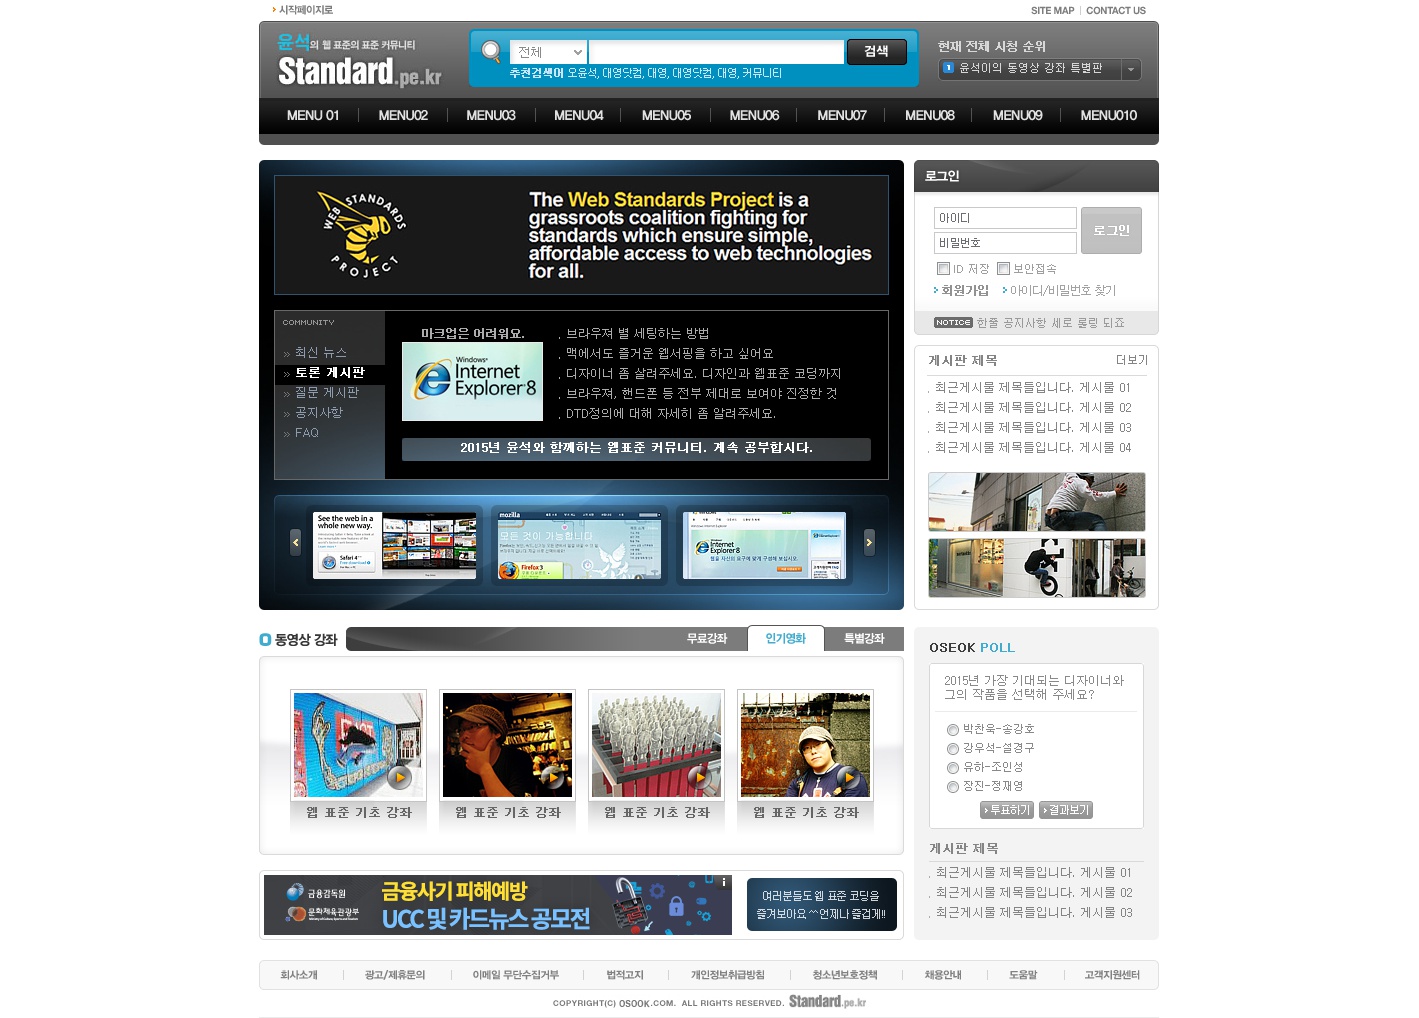 시작페이지로
SITE MAP | CONTACT US
윤석의 웹 표준의 표준 커뮤니티
Standard.pe.kr
전체
검색
추천검색어 오윤석, 대영닷컴, 대영, 대영닷컴, 대영, 커뮤니티
현재 전체 시청 순위
1 윤석이의 동영상 강좌 특별판
MENU 01 MENU02 MENU03 MENU04 MENU05 MENU06 MENU07 MENU08 MENU09 MENU010
WEB STANDARDS PROJECT
The Web Standards Project is a
grassroots coalition fighting for
standards which ensure simple,
affordable access to web technologies
for all.
COMMUNITY
최신 뉴스
토론 게시판
질문 게시판
공지사항
FAQ
마크업은 어려워요.
Windows
Internet
Explorer 8
. 브라우져 별 세팅하는 방법
. 맥에서도 즐거운 웹서핑을 하고 싶어요
. 디자이너 좀 살려주세요. 디자인과 웹표준 코딩까지
. 브라우져, 핸드폰 등 전부 제대로 보여야 진정한 것
. DTD정의에 대해 자세히 좀 알려주세요.
2015년 윤석와 함께하는 웹표준 커뮤니티. 계속 공부합시다.
See the web in a
whole new way.
Safari 4
mozilla
모든 것이 가능합니다
Firefox 3
Internet
Explorer 8
로그인
아이디
비밀번호
로그인
ID 저장 보안접속
회원가입 아이디/비밀번호 찾기
NOTICE 한줄 공지사항 세로 롤링 되죠
게시판 제목 더보기
. 최근게시물 제목들입니다. 게시물 01
. 최근게시물 제목들입니다. 게시물 02
. 최근게시물 제목들입니다. 게시물 03
. 최근게시물 제목들입니다. 게시물 04
동영상 강좌
무료강좌 인기영화 특별강좌
웹 표준 기초 강좌 웹 표준 기초 강좌 웹 표준 기초 강좌 웹 표준 기초 강좌
OSEOK POLL
2015년 가장 기대되는 디자이너와
그의 작품을 선택해 주세요?
박찬욱-송강호
강우석-설경구
유하-조인성
장진-정재영
투표하기 결과보기
게시판 제목
. 최근게시물 제목들입니다. 게시물 01
. 최근게시물 제목들입니다. 게시물 02
. 최근게시물 제목들입니다. 게시물 03
금융감독원
문화체육관광부
금융사기 피해예방
UCC 및 카드뉴스 공모전
여러분들도 웹 표준 코딩을
즐겨보아요 ^^언제나 즐겁게!!
회사소개 광고/제휴문의 이메일 무단수집거부 법적고지 개인정보취급방침 청소년보호정책 채용안내 도움말 고객지원센터
COPYRIGHT(C) OSOOK.COM. ALL RIGHTS RESERVED. Standard.pe.kr